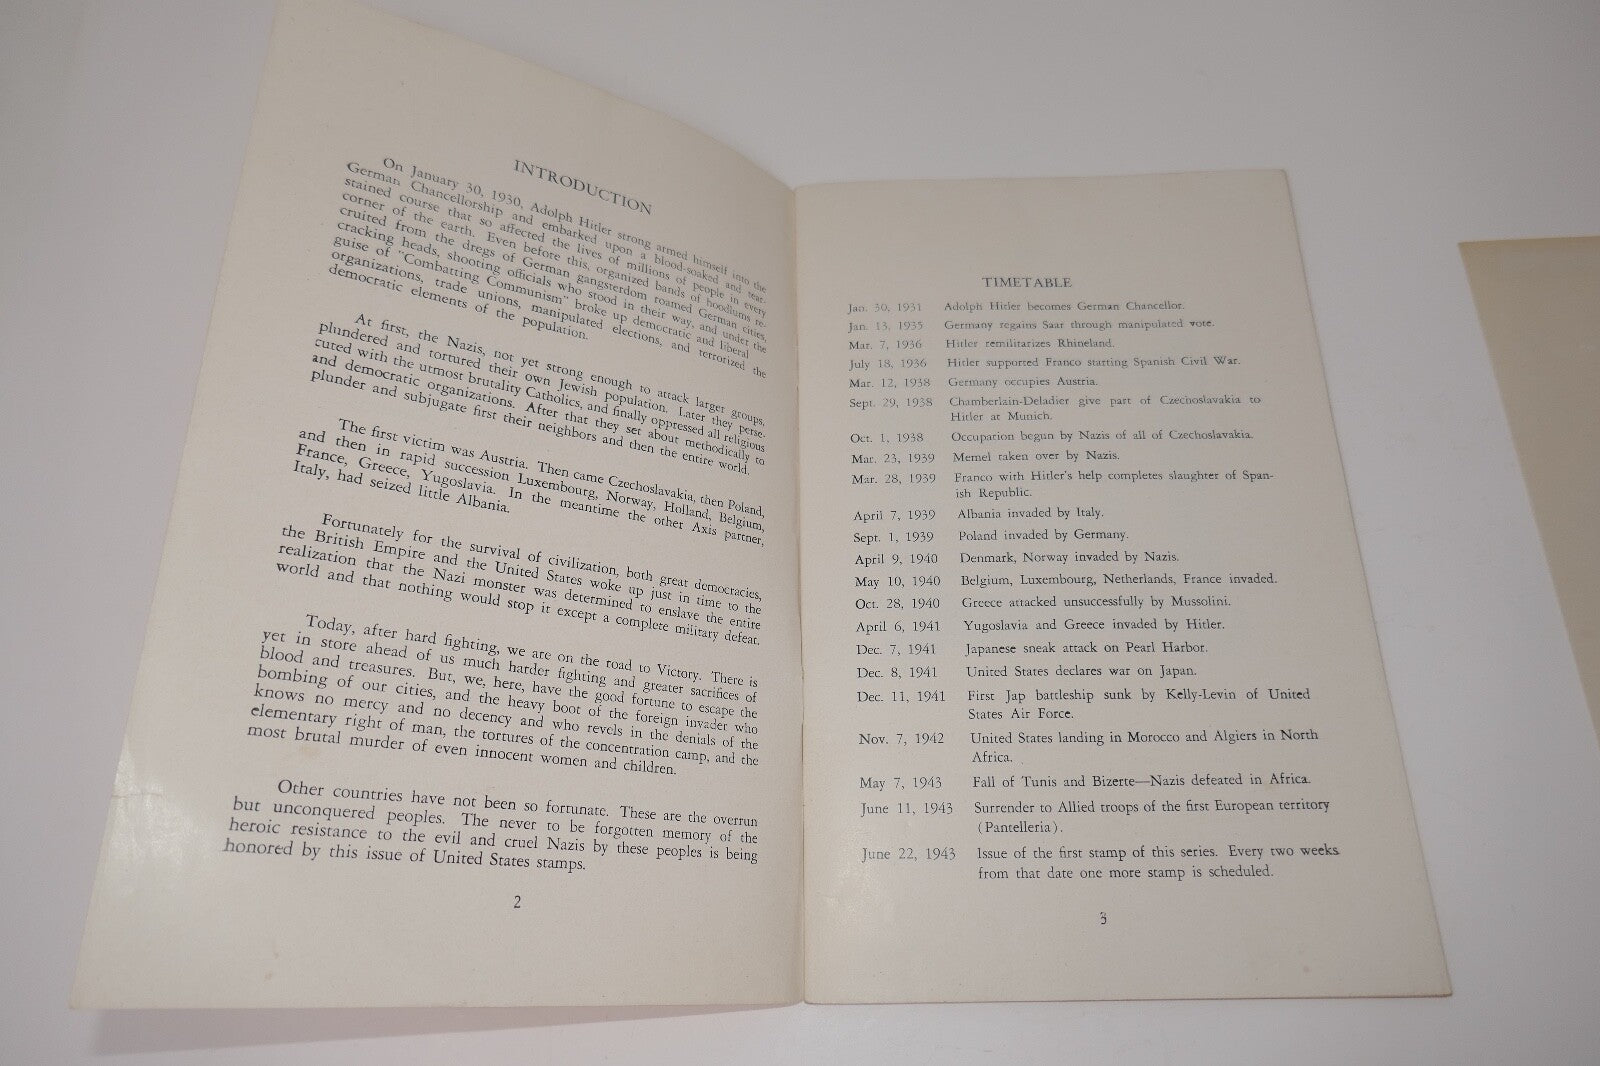 INTRODUCTION
On January 30, 1930, Adolph Hitler strong armed himself into the
German Chancellorship and embarked upon a blood-soaked and tear-
stained course that so affected the lives of millions of people in every
corner of the earth. Even before this, organized bands of hoodlums re-
cruited from the dregs of German gangsterdom roamed German cities,
cracking heads, shooting officials who stood in their way, and under the
guise of "Combatting Communism" broke up democratic and liberal
organizations, trade unions, manipulated elections, and terrorized the
democratic elements of the population.
At first, the Nazis, not yet strong enough to attack larger groups,
plundered and tortured their own Jewish population. Later they perse-
cuted with the utmost brutality Catholics, and finally oppressed all religious
and democratic organizations. After that they set about methodically to
plunder and subjugate first their neighbors and then the entire world.
The first victim was Austria. Then came Czechoslavakia, then Poland,
and then in rapid succession Luxembourg, Norway, Holland, Belgium,
France, Greece, Yugoslavia. In the meantime the other Axis partner,
Italy, had seized little Albania.
Fortunately for the survival of civilization, both great democracies,
the British Empire and the United States woke up just in time to the
realization that the Nazi monster was determined to enslave the entire
world and that nothing would stop it except a complete military defeat.
Today, after hard fighting, we are on the road to Victory. There is
yet in store ahead of us much harder fighting and greater sacrifices of
blood and treasures. But, we, here, have the good fortune to escape the
bombing of our cities, and the heavy boot of the foreign invader who
knows no mercy and no decency and who revels in the denials of the
elementary right of man, the tortures of the concentration camp, and the
most brutal murder of even innocent women and children.
Other countries have not been so fortunate. These are the overrun
but unconquered peoples. The never to be forgotten memory of the
heroic resistance to the evil and cruel Nazis by these peoples is being
honored by this issue of United States stamps.
2
TIMETABLE
Jan. 30, 1931 Adolph Hitler becomes German Chancellor.
Jan. 13, 1935 Germany regains Saar through manipulated vote.
Mar. 7, 1936 Hitler remilitarizes Rhineland.
July 18, 1936 Hitler supported Franco starting Spanish Civil War.
Mar. 12, 1938 Germany occupies Austria.
Sept. 29, 1938 Chamberlain-Deladier give part of Czechoslavakia to
Hitler at Munich.
Oct. 1, 1938 Occupation begun by Nazis of all of Czechoslavakia.
Mar. 23, 1939 Memel taken over by Nazis.
Mar. 28, 1939 Franco with Hitler's help completes slaughter of Span-
ish Republic.
April 7, 1939 Albania invaded by Italy.
Sept. 1, 1939 Poland invaded by Germany.
April 9, 1940 Denmark, Norway invaded by Nazis.
May 10, 1940 Belgium, Luxembourg, Netherlands, France invaded.
Oct. 28, 1940 Greece attacked unsuccessfully by Mussolini.
April 6, 1941 Yugoslavia and Greece invaded by Hitler.
Dec. 7, 1941 Japanese sneak attack on Pearl Harbor.
Dec. 8, 1941 United States declares war on Japan.
Dec. 11, 1941 First Jap battleship sunk by Kelly-Levin of United
States Air Force.
Nov. 7, 1942 United States landing in Morocco and Algiers in North
Africa.
May 7, 1943 Fall of Tunis and Bizerte—Nazis defeated in Africa.
June 11, 1943 Surrender to Allied troops of the first European territory
(Pantelleria).
June 22, 1943 Issue of the first stamp of this series. Every two weeks
from that date one more stamp is scheduled.
3